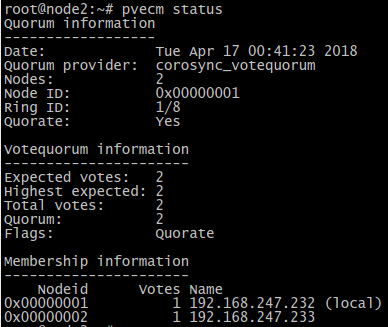 root@node2:~# pvecm status
Quorum information
------------------
Date:             Tue Apr 17 00:41:23 2018
Quorum provider:  corosync_votequorum
Nodes:            2
Node ID:          0x00000001
Ring ID:          1/8
Quorate:          Yes

Votequorum information
----------------------
Expected votes:   2
Highest expected: 2
Total votes:      2
Quorum:           2
Flags:            Quorate

Membership information
----------------------
    Nodeid      Votes Name
0x00000001          1 192.168.247.232 (local)
0x00000002          1 192.168.247.233